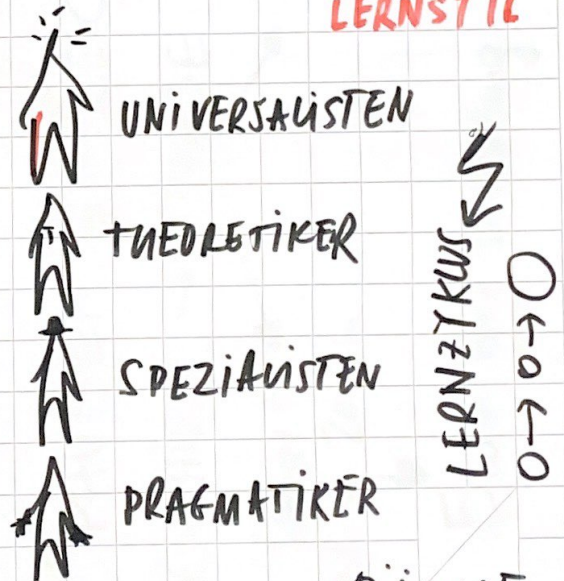 LERNSTIL
UNIVERSALISTEN
THEORETIKER
SPEZIALISTEN
PRAGMATIKER
LERNZYKLUS